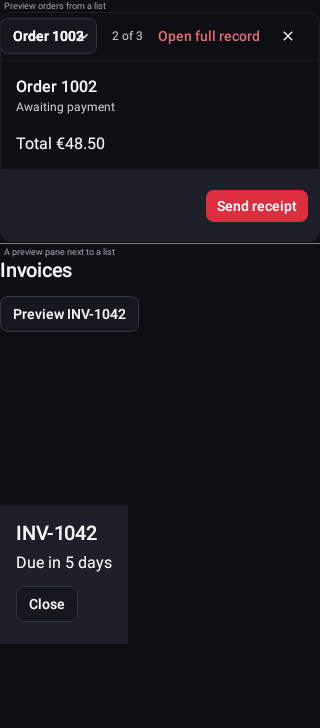 Preview orders from a list
Order 1002
2 of 3
Open full record
Order 1002
Awaiting payment
Total €48.50
Send receipt
A preview pane next to a list
Invoices
Preview INV-1042
INV-1042
Due in 5 days
Close